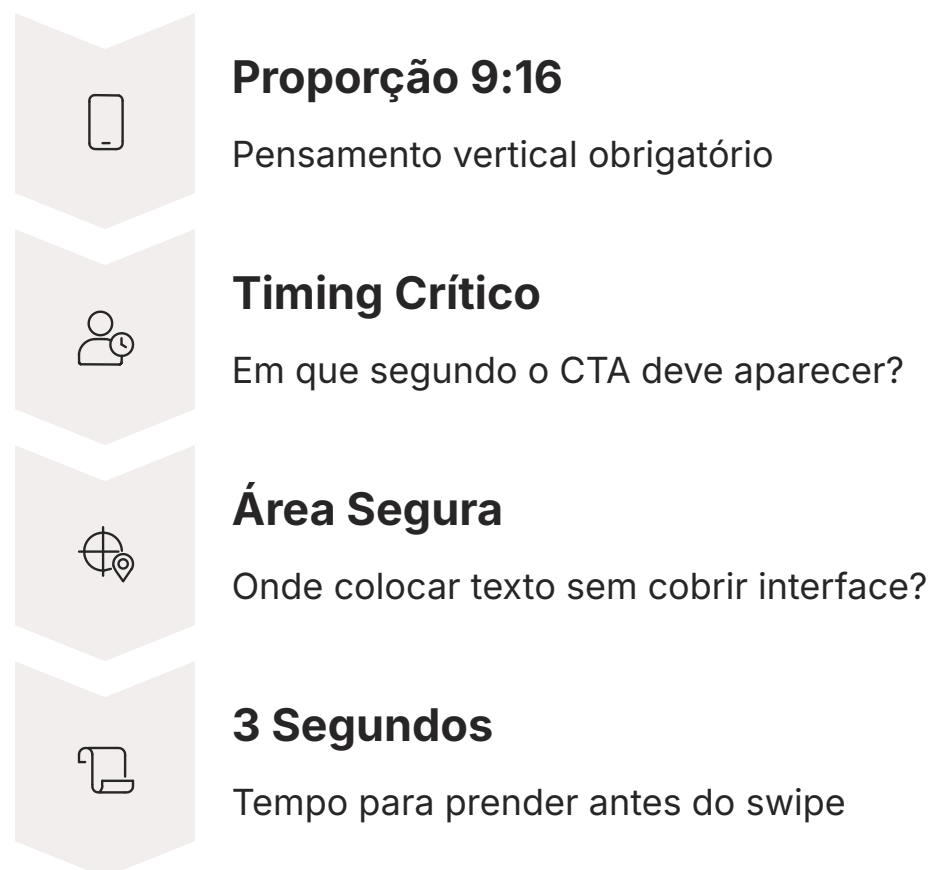 Proporção 9:16
Pensamento vertical obrigatório
Timing Crítico
Em que segundo o CTA deve aparecer?
Área Segura
Onde colocar texto sem cobrir interface?
3 Segundos
Tempo para prender antes do swipe